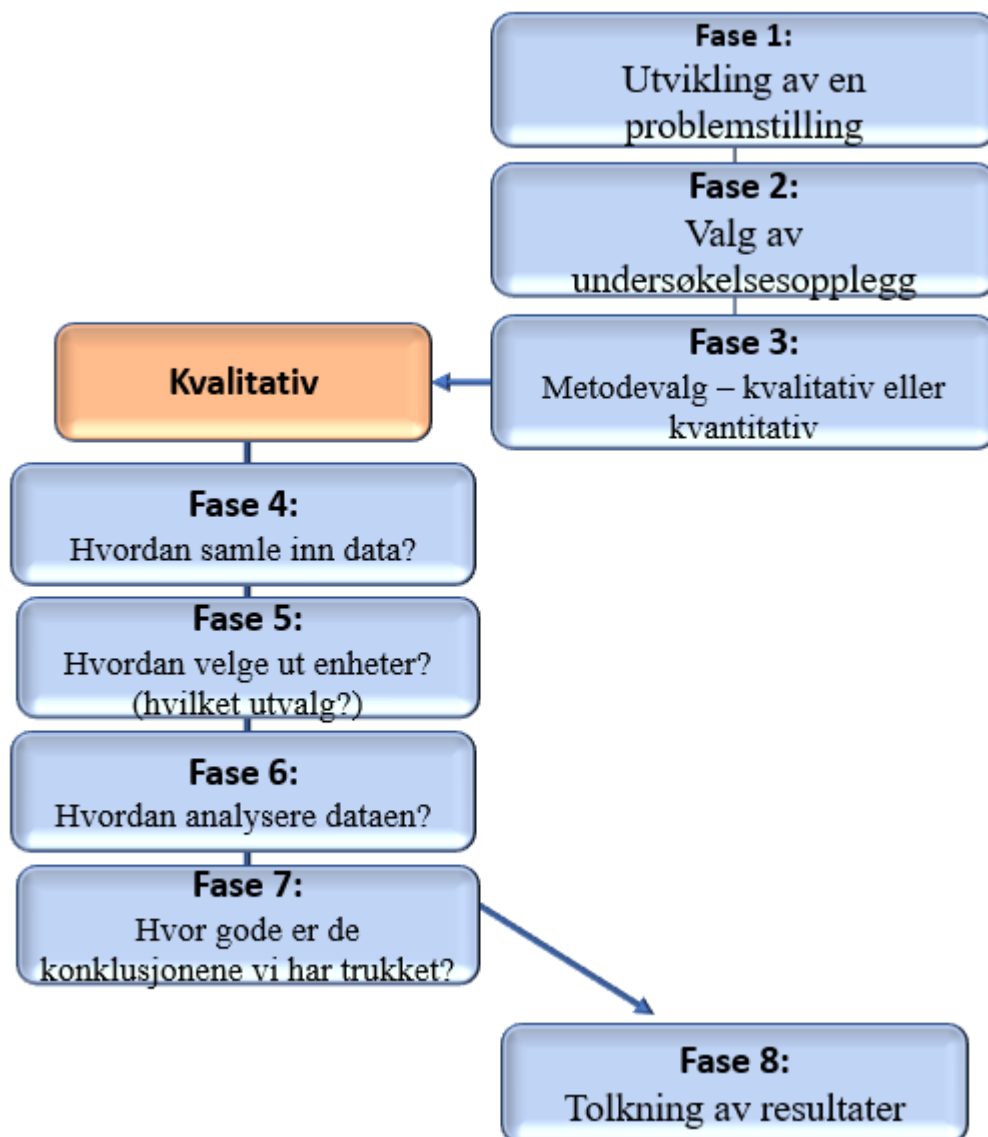 Fase 1:
Utvikling av en
problemstilling
Fase 2:
Valg av
undersøkelsesopplegg
Fase 3:
Metodevalg – kvalitativ eller
kvantitativ
Kvalitativ
Fase 4:
Hvordan samle inn data?
Fase 5:
Hvordan velge ut enheter?
(hvilket utvalg?)
Fase 6:
Hvordan analysere dataen?
Fase 7:
Hvor gode er de
konklusjonene vi har trukket?
Fase 8:
Tolkning av resultater